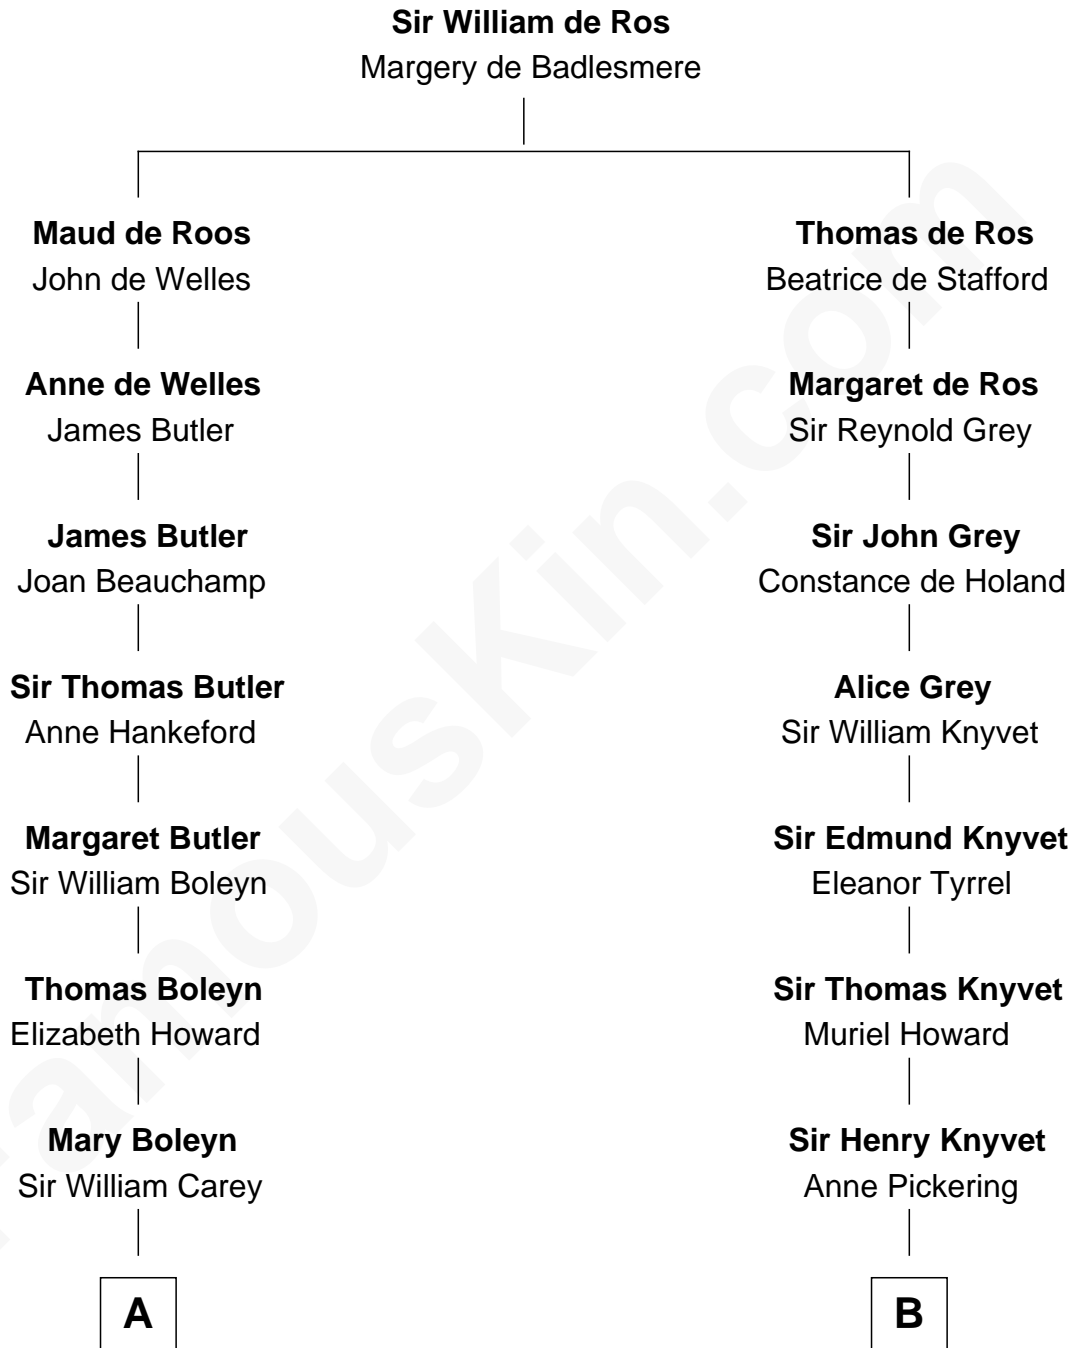 Sir William de Ros
Margery de Badlesmere
Maud de Roos
John de Welles
Thomas de Ros
Beatrice de Stafford
Anne de Welles
James Butler
Margaret de Ros
Sir Reynold Grey
James Butler
Joan Beauchamp
Sir John Grey
Constance de Holand
Sir Thomas Butler
Anne Hankeford
Alice Grey
Sir William Knyvet
Margaret Butler
Sir William Boleyn
Sir Edmund Knyvet
Eleanor Tyrrel
Thomas Boleyn
Elizabeth Howard
Sir Thomas Knyvet
Muriel Howard
Mary Boleyn
Sir William Carey
Sir Henry Knyvet
Anne Pickering
A
B
FamousKin.com